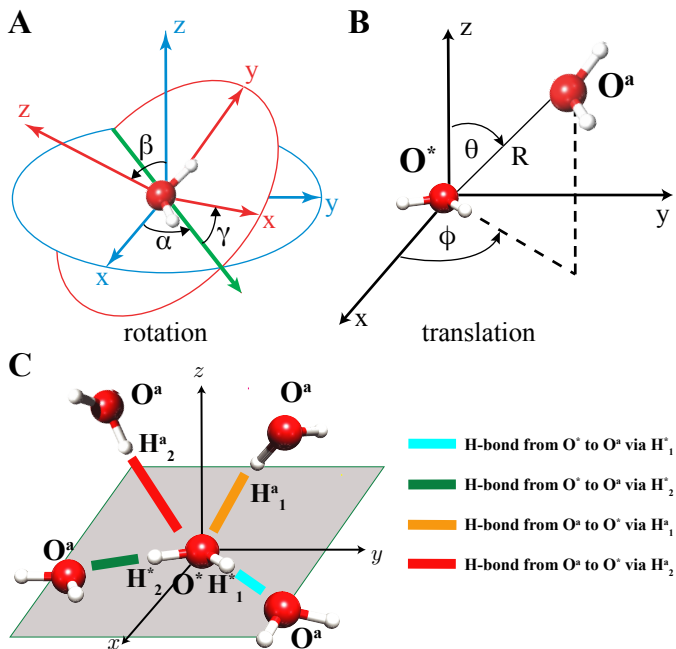 A
z
y
z
β
y
x
α
γ
x
rotation
B
z
Oᵃ
θ
R
O*
y
ϕ
x
translation
C
z
Oᵃ
Oᵃ
Hᵃ₂
Hᵃ₁
Oᵃ
y
H*₂
O*
H*₁
x
Oᵃ
H-bond from O* to Oᵃ via H*₁
H-bond from O* to Oᵃ via H*₂
H-bond from Oᵃ to O* via Hᵃ₁
H-bond from Oᵃ to O* via Hᵃ₂